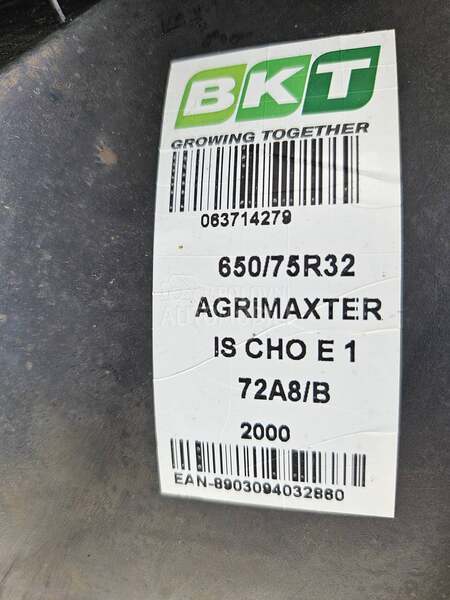 BKT
GROWING TOGETHER
063714279
650/75R32
AGRIMAXTER
IS CHO E 1
72A8/B
2000
EAN-8903094032860